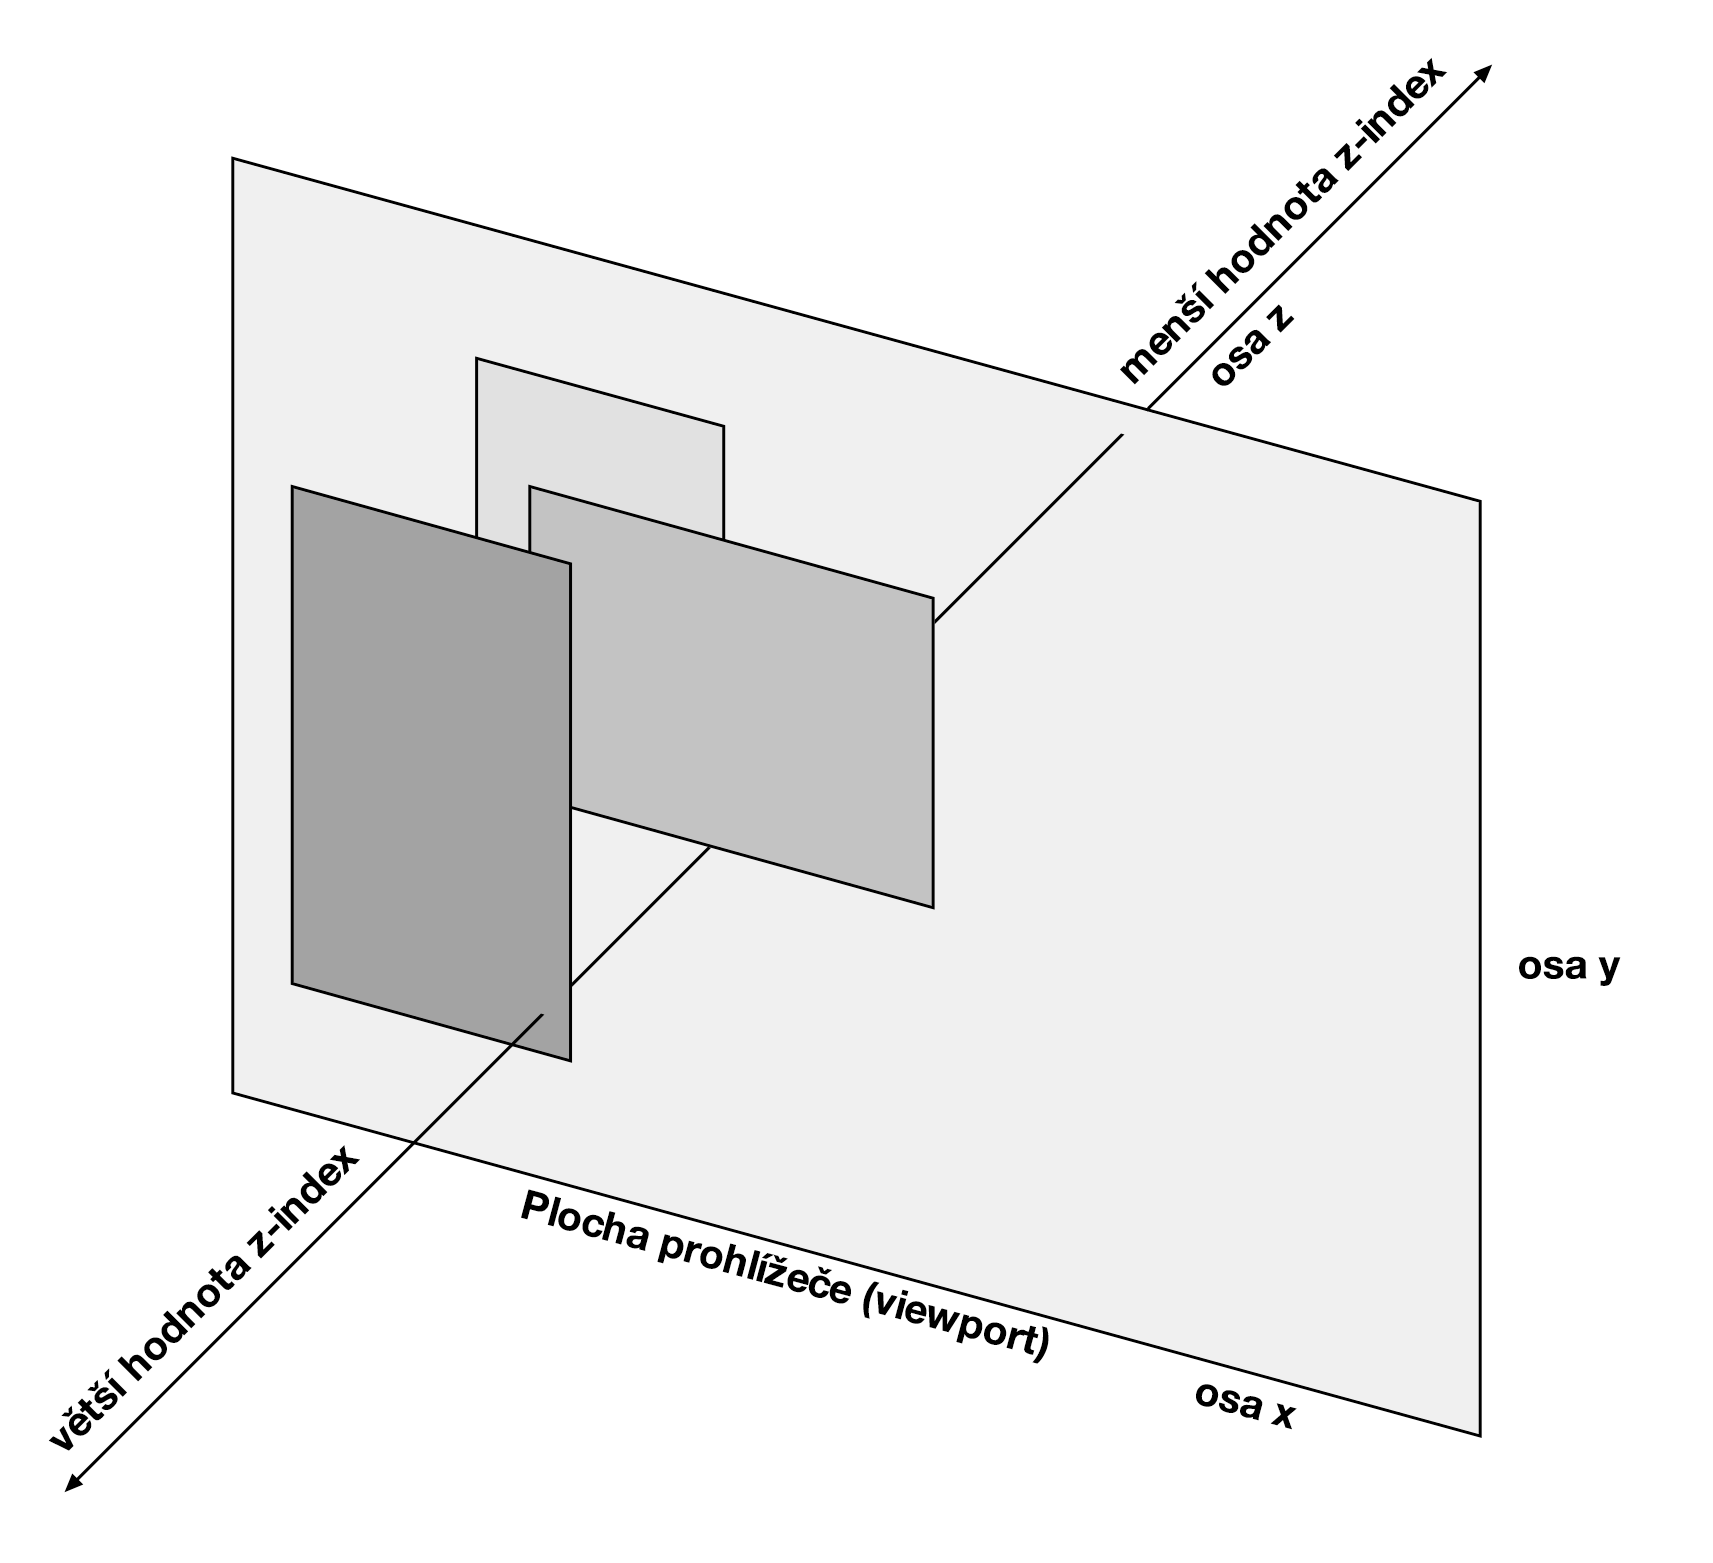 menší hodnota z-index
osa z
osa y
větší hodnota z-index
Plocha prohlížeče (viewport)
osa x